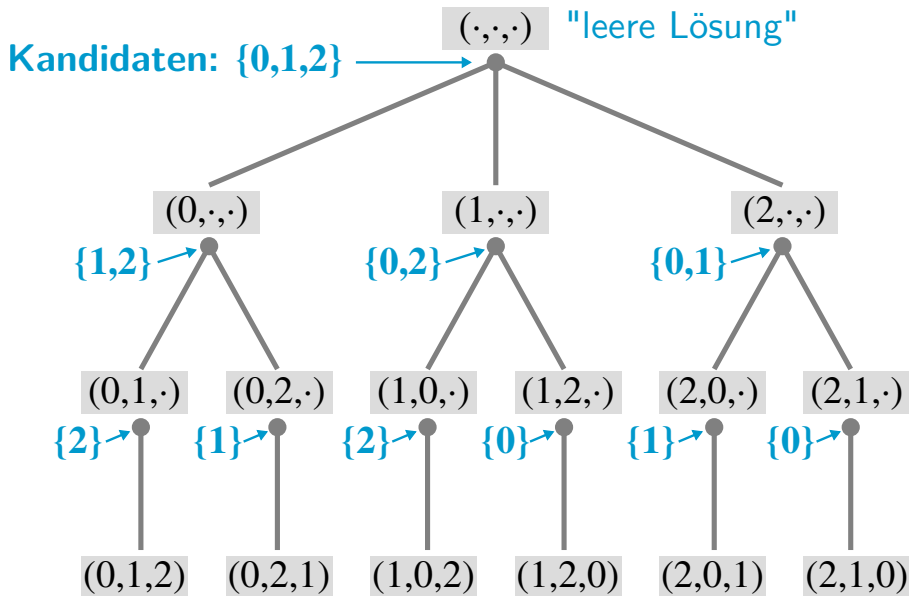 (·,·,·) "leere Lösung"
Kandidaten: {0,1,2}
(0,·,·) (1,·,·) (2,·,·)
{1,2} {0,2} {0,1}
(0,1,·) (0,2,·) (1,0,·) (1,2,·) (2,0,·) (2,1,·)
{2} {1} {2} {0} {1} {0}
(0,1,2) (0,2,1) (1,0,2) (1,2,0) (2,0,1) (2,1,0)